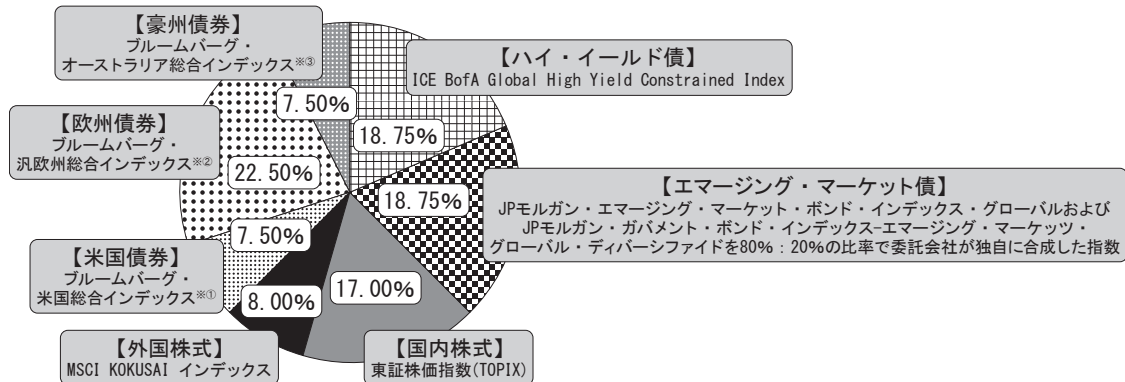 【豪州債券】
ブルームバーグ・
オーストラリア総合インデックス※③
7.50%
【ハイ・イールド債】
ICE BofA Global High Yield Constrained Index
18.75%
【欧州債券】
ブルームバーグ・
汎欧州総合インデックス※②
22.50%
【エマージング・マーケット債】
JPモルガン・エマージング・マーケット・ボンド・インデックス・グローバルおよび
JPモルガン・ガバメント・ボンド・インデックス-エマージング・マーケッツ・
グローバル・ディバーシファイドを80%：20%の比率で委託会社が独自に合成した指数
18.75%
【米国債券】
ブルームバーグ・
米国総合インデックス※①
7.50%
8.00%
17.00%
【外国株式】
MSCI KOKUSAI インデックス
【国内株式】
東証株価指数(TOPIX)